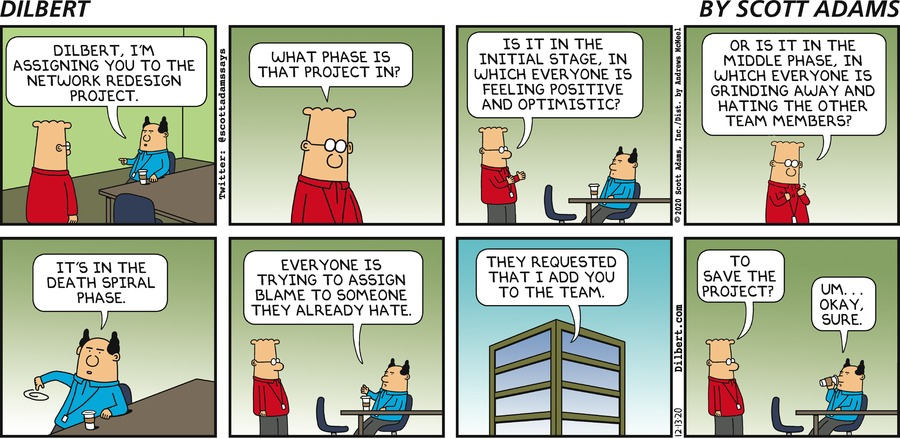 DILBERT
BY SCOTT ADAMS
DILBERT, I'M
ASSIGNING YOU TO THE
NETWORK REDESIGN
PROJECT.
Twitter: @scottadamssays
WHAT PHASE IS
THAT PROJECT IN?
IS IT IN THE
INITIAL STAGE, IN
WHICH EVERYONE IS
FEELING POSITIVE
AND OPTIMISTIC?
© 2020 Scott Adams, Inc./Dist. by Andrews McMeel
OR IS IT IN THE
MIDDLE PHASE, IN
WHICH EVERYONE IS
GRINDING AWAY AND
HATING THE OTHER
TEAM MEMBERS?
IT'S IN THE
DEATH SPIRAL
PHASE.
EVERYONE IS
TRYING TO ASSIGN
BLAME TO SOMEONE
THEY ALREADY HATE.
THEY REQUESTED
THAT I ADD YOU
TO THE TEAM.
Dilbert.com
12-13-20
TO
SAVE THE
PROJECT?
UM...
OKAY,
SURE.